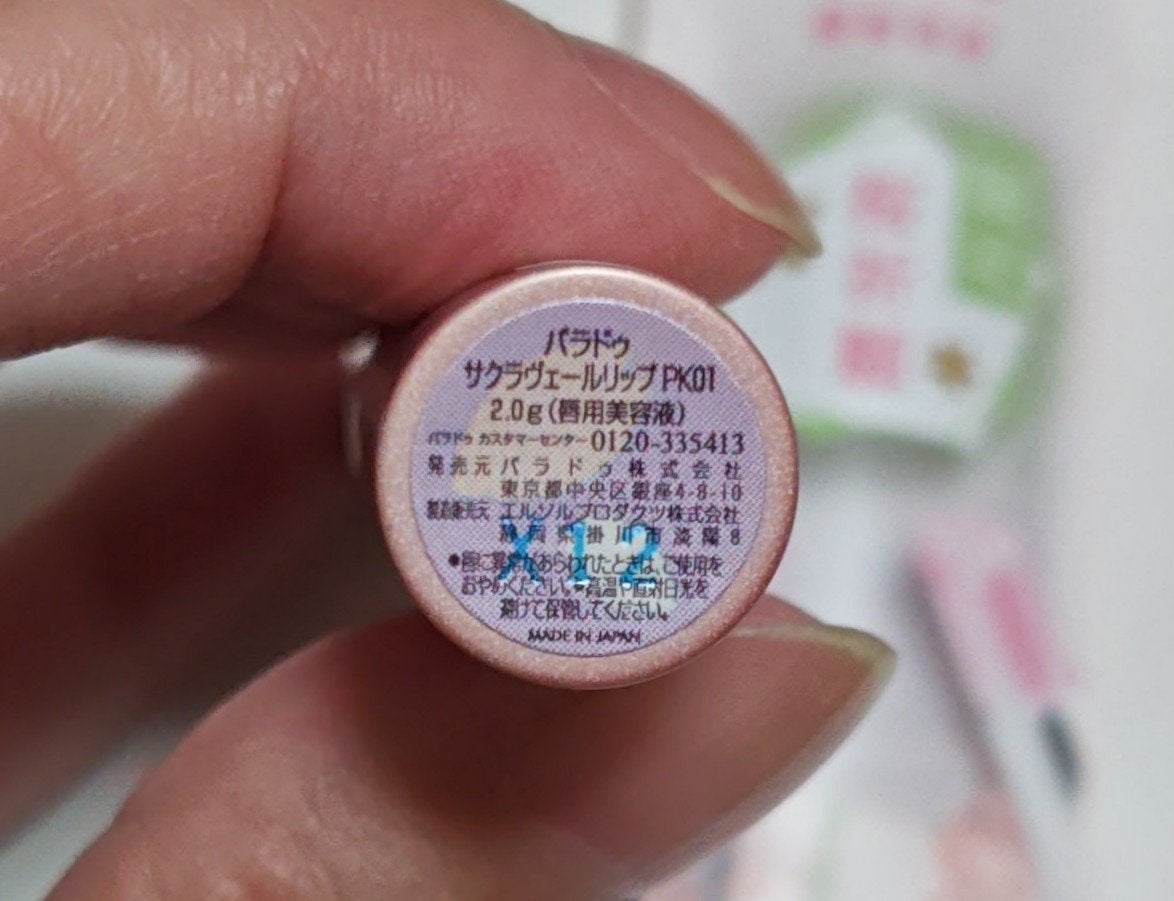 パラドゥ
サクラヴェールリップ PK01
2.0g(唇用美容液)
パラドゥ カスタマーセンター 0120-335413
発売元 パラドゥ株式会社
東京都中央区銀座4-8-10
製造販売元 エルソルプロダクツ株式会社
静岡県掛川市淡陽8
X12
●唇に異常があらわれたときは、ご使用を
おやめください。●高温や直射日光を
避けて保管してください。
MADE IN JAPAN